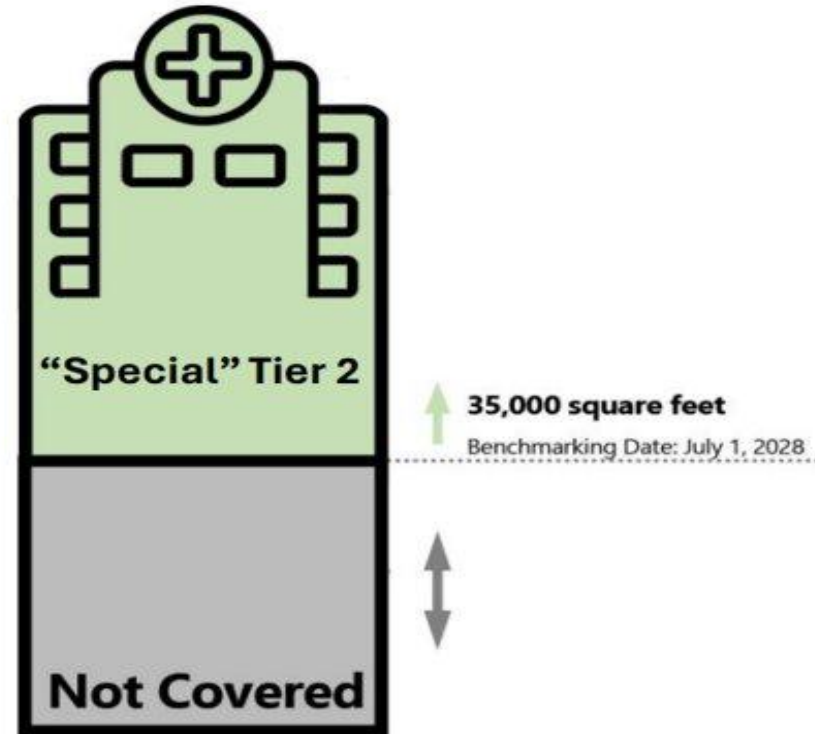 “Special” Tier 2
35,000 square feet
Benchmarking Date: July 1, 2028
Not Covered